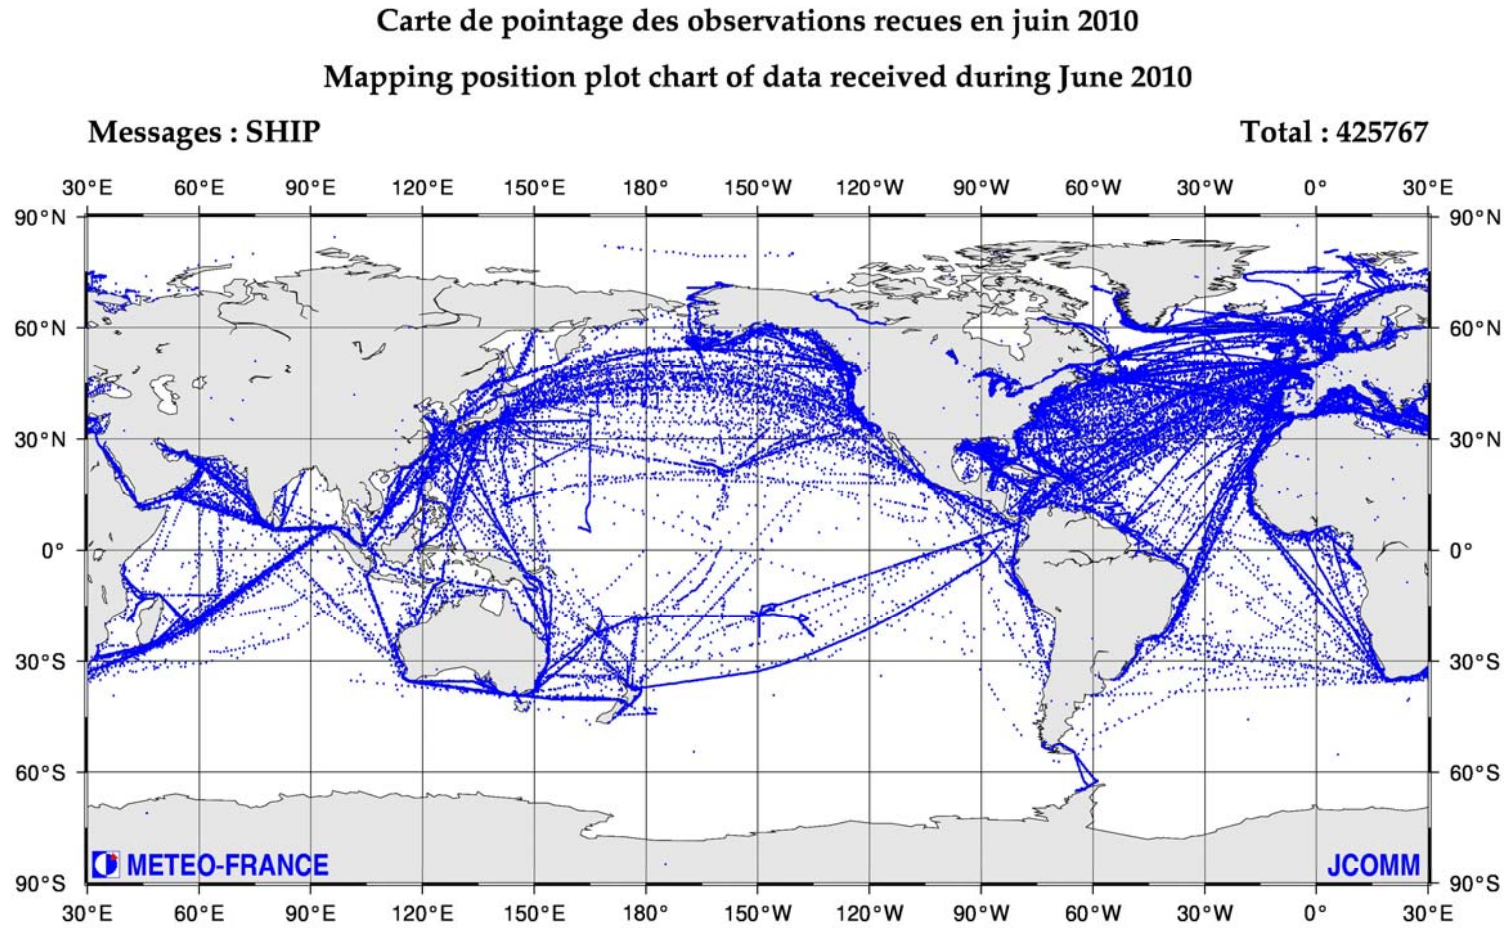 Carte de pointage des observations recues en juin 2010
Mapping position plot chart of data received during June 2010
Messages : SHIP
Total : 425767
30°E 60°E 90°E 120°E 150°E 180° 150°W 120°W 90°W 60°W 30°W 0° 30°E
90°N 90°N
60°N 60°N
30°N 30°N
0° 0°
30°S 30°S
60°S 60°S
METEO-FRANCE JCOMM
90°S 90°S
30°E 60°E 90°E 120°E 150°E 180° 150°W 120°W 90°W 60°W 30°W 0° 30°E